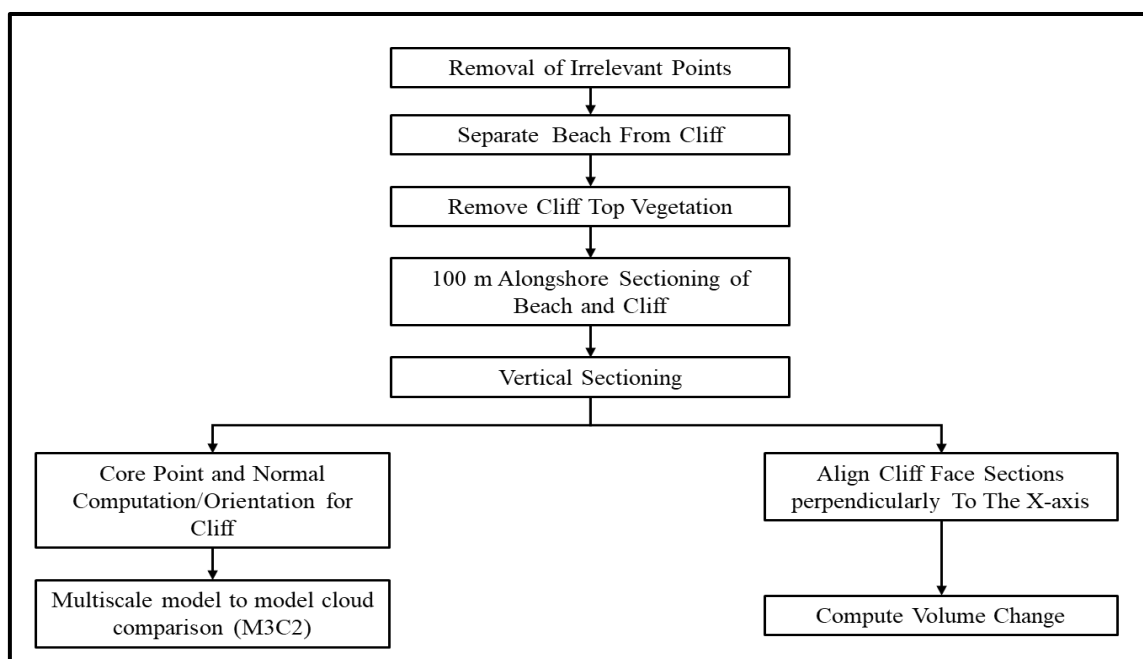 Removal of Irrelevant Points
Separate Beach From Cliff
Remove Cliff Top Vegetation
100 m Alongshore Sectioning of
Beach and Cliff
Vertical Sectioning
Core Point and Normal
Computation/Orientation for
Cliff
Multiscale model to model cloud
comparison (M3C2)
Align Cliff Face Sections
perpendicularly To The X-axis
Compute Volume Change